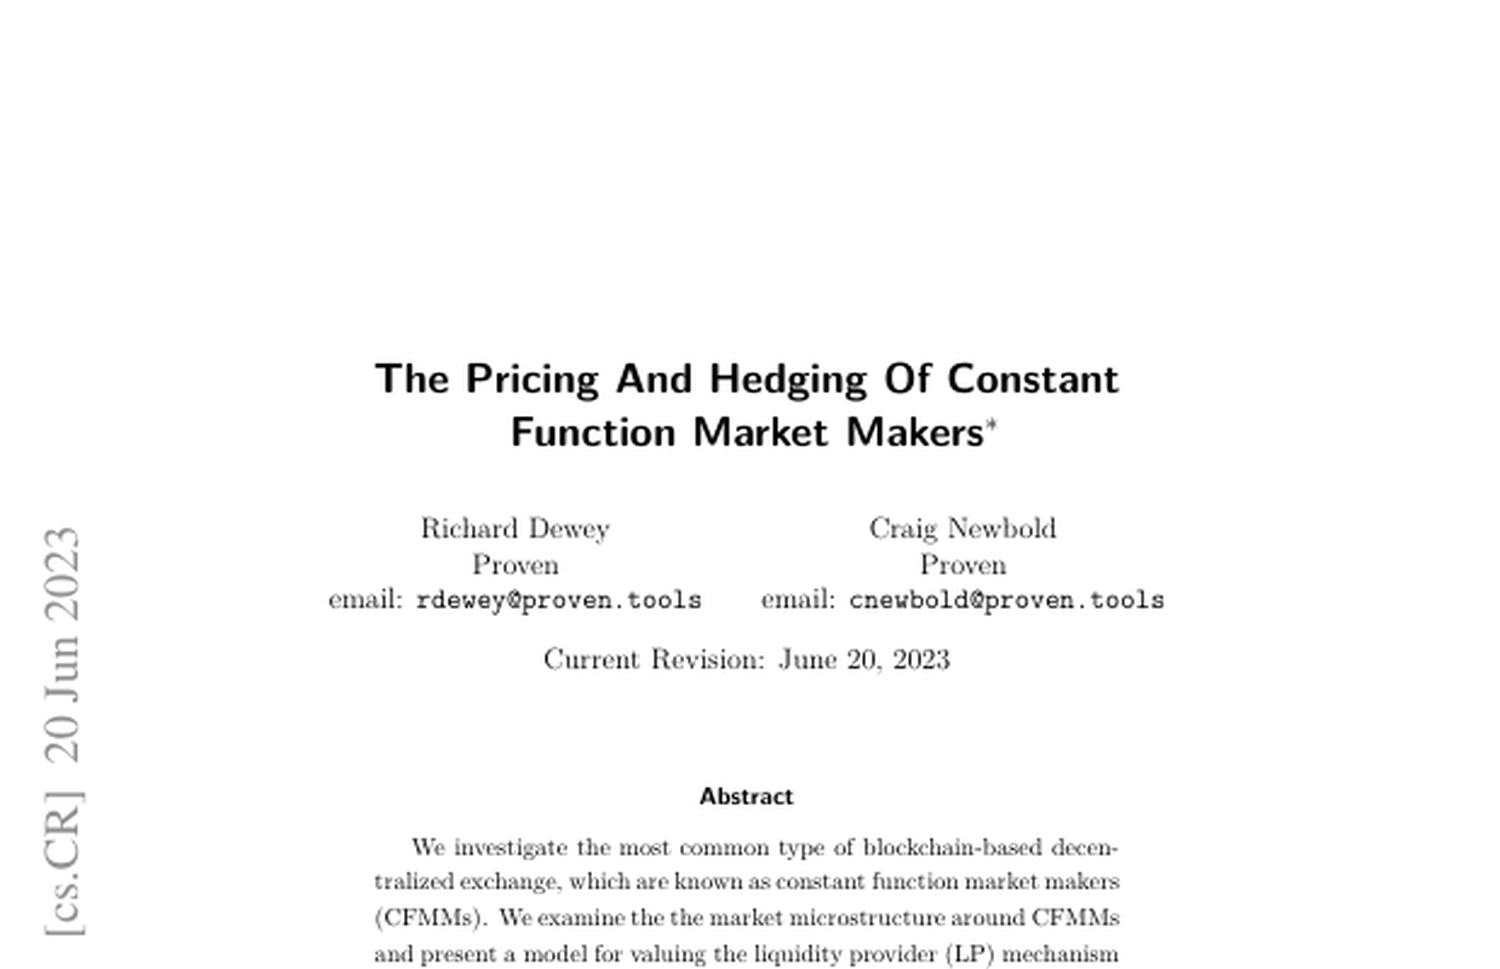 The Pricing And Hedging Of Constant
Function Market Makers*
Richard Dewey
Proven
email: rdewey@proven.tools
Craig Newbold
Proven
email: cnewbold@proven.tools
Current Revision: June 20, 2023
Abstract
We investigate the most common type of blockchain-based decen-
tralized exchange, which are known as constant function market makers
(CFMMs). We examine the the market microstructure around CFMMs
and present a model for valuing the liquidity provider (LP) mechanism
[cs.CR] 20 Jun 2023